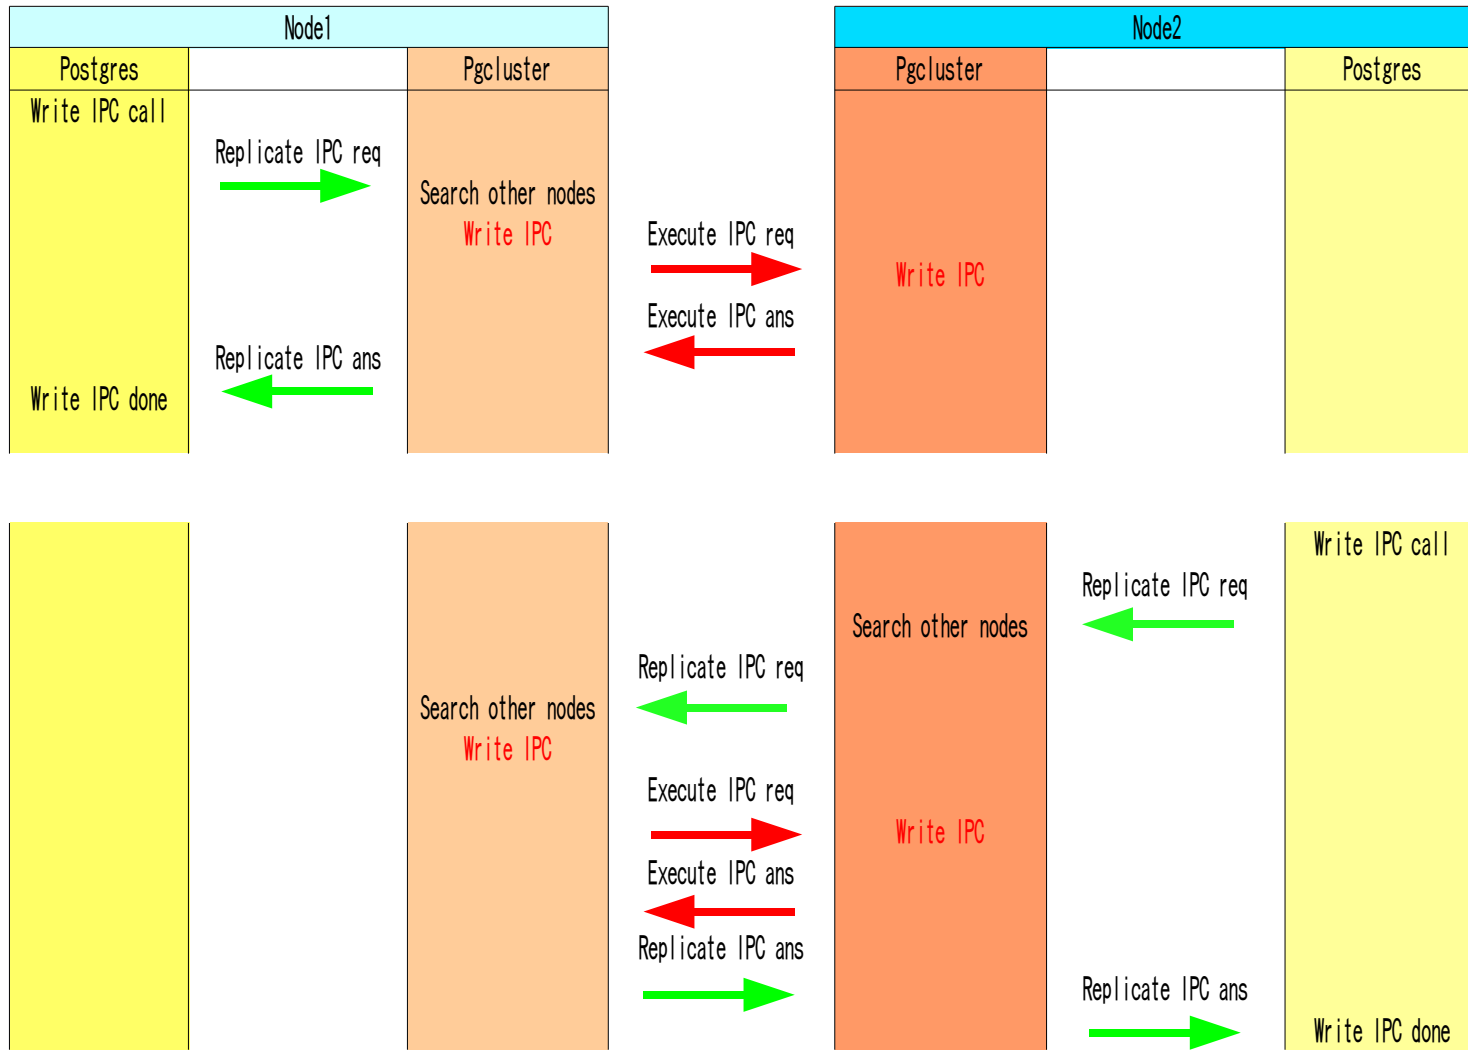 Node1
Node2
Postgres
Pgcluster
Pgcluster
Postgres
Write IPC call
Replicate IPC req
Search other nodes
Write IPC
Execute IPC req
Write IPC
Execute IPC ans
Replicate IPC ans
Write IPC done
Write IPC call
Replicate IPC req
Search other nodes
Replicate IPC req
Search other nodes
Write IPC
Execute IPC req
Write IPC
Execute IPC ans
Replicate IPC ans
Replicate IPC ans
Write IPC done